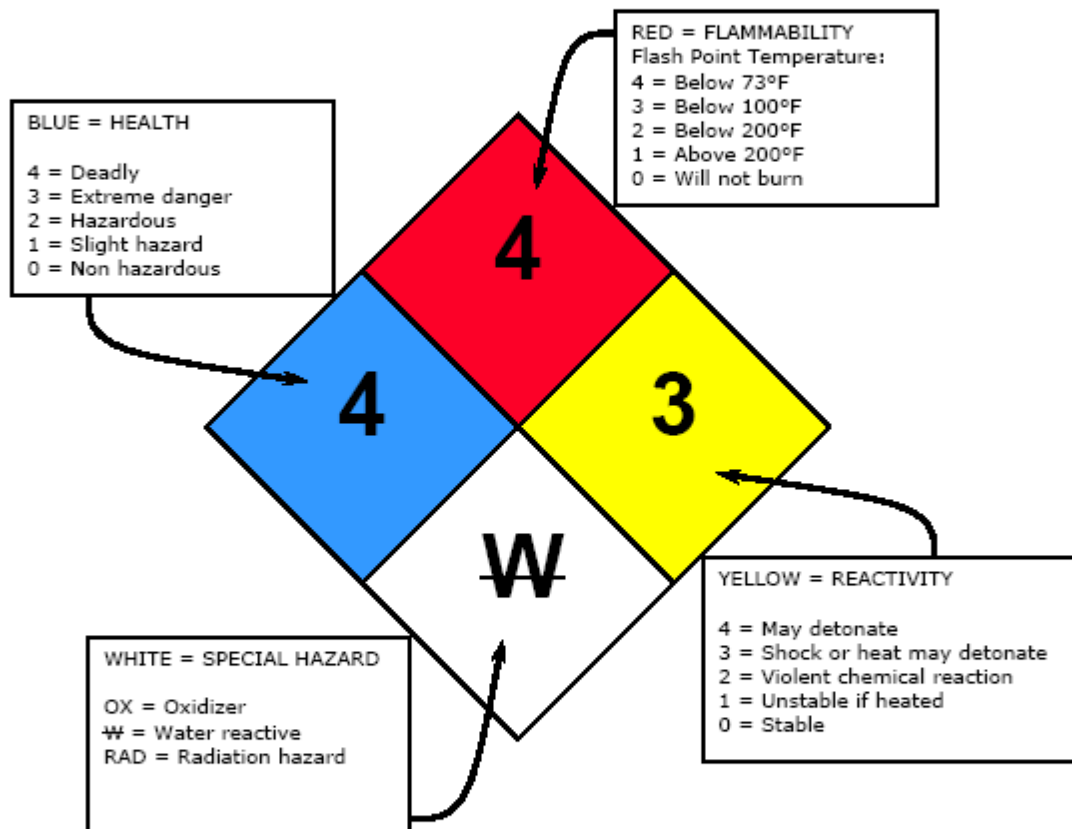 RED = FLAMMABILITY
Flash Point Temperature:
4 = Below 73°F
3 = Below 100°F
2 = Below 200°F
1 = Above 200°F
0 = Will not burn
BLUE = HEALTH
4 = Deadly
3 = Extreme danger
2 = Hazardous
1 = Slight hazard
0 = Non hazardous
4
4
3
W
YELLOW = REACTIVITY
4 = May detonate
3 = Shock or heat may detonate
2 = Violent chemical reaction
1 = Unstable if heated
0 = Stable
WHITE = SPECIAL HAZARD
OX = Oxidizer
W = Water reactive
RAD = Radiation hazard